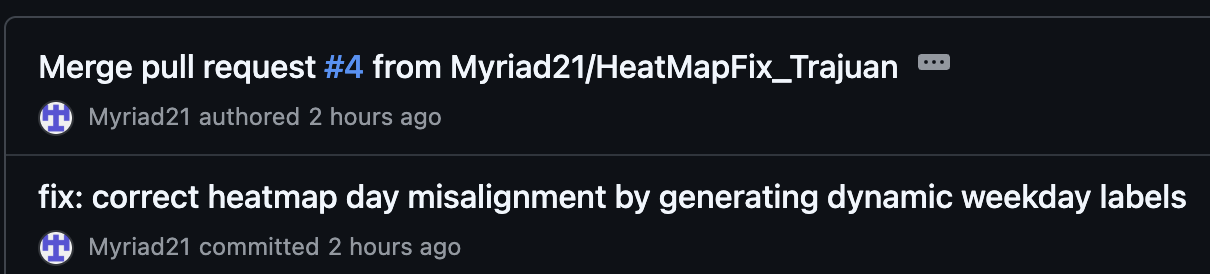 Merge pull request #4 from Myriad21/HeatMapFix_Trajuan
Myriad21 authored 2 hours ago
fix: correct heatmap day misalignment by generating dynamic weekday labels
Myriad21 committed 2 hours ago